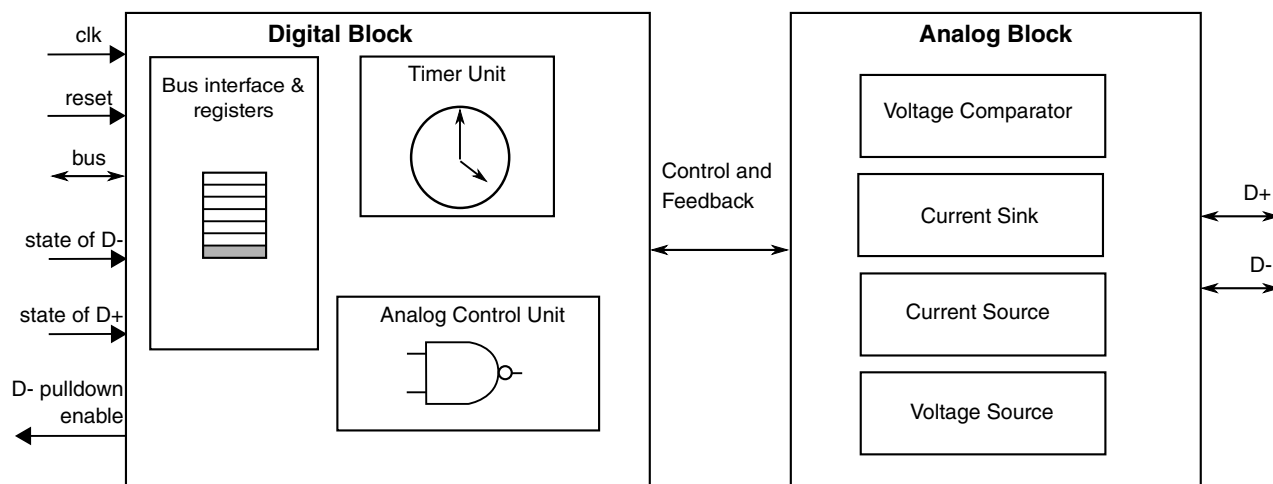 clk
reset
bus
state of D-
state of D+
D- pulldown
enable
Digital Block
Bus interface &
registers
Timer Unit
Analog Control Unit
Control and
Feedback
Analog Block
Voltage Comparator
Current Sink
Current Source
Voltage Source
D+
D-